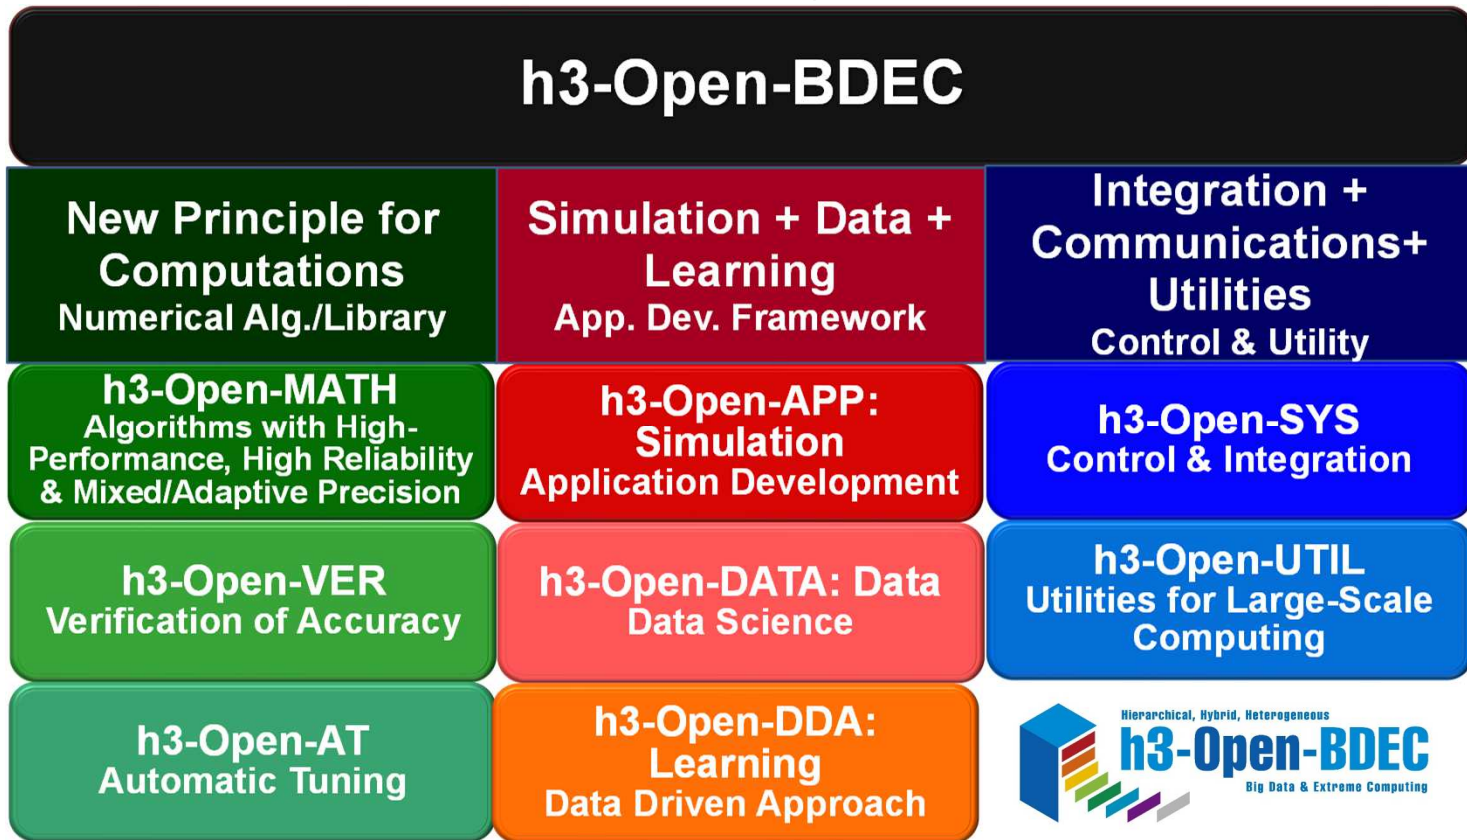 h3-Open-BDEC
New Principle for
Computations
Numerical Alg./Library
Simulation + Data +
Learning
App. Dev. Framework
Integration +
Communications+
Utilities
Control & Utility
h3-Open-MATH
Algorithms with High-
Performance, High Reliability
& Mixed/Adaptive Precision
h3-Open-APP:
Simulation
Application Development
h3-Open-SYS
Control & Integration
h3-Open-VER
Verification of Accuracy
h3-Open-DATA: Data
Data Science
h3-Open-UTIL
Utilities for Large-Scale
Computing
h3-Open-AT
Automatic Tuning
h3-Open-DDA:
Learning
Data Driven Approach
Hierarchical, Hybrid, Heterogeneous
h3-Open-BDEC
Big Data & Extreme Computing